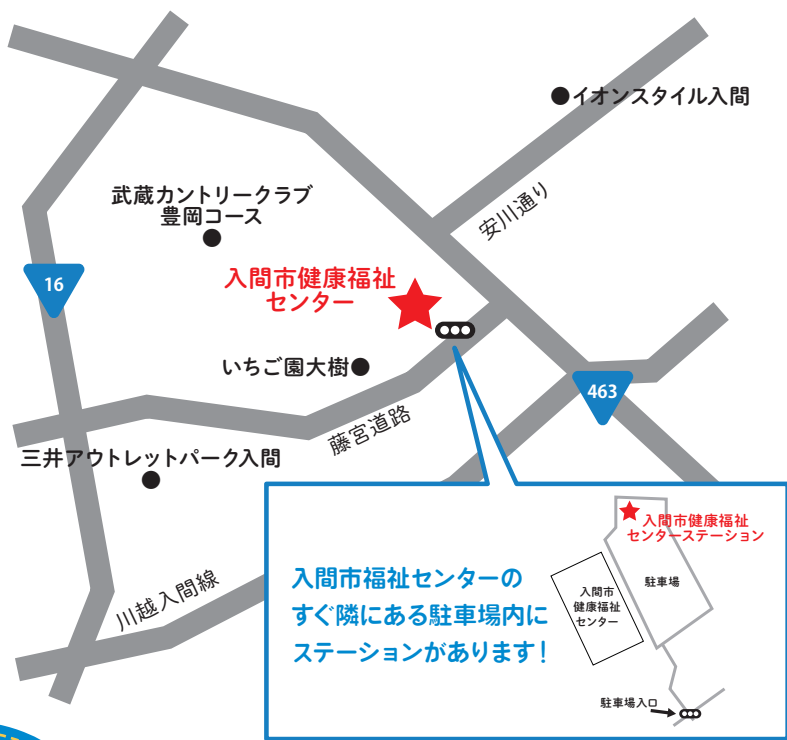 ●イオンスタイル入間
武蔵カントリークラブ
豊岡コース
安川通り
16
入間市健康福祉
センター
いちご園大樹●
463
藤宮道路
三井アウトレットパーク入間
川越入間線
入間市福祉センターの
すぐ隣にある駐車場内に
ステーションがあります！
入間市健康福祉
センターステーション
駐車場
入間市
健康福祉
センター
駐車場入口